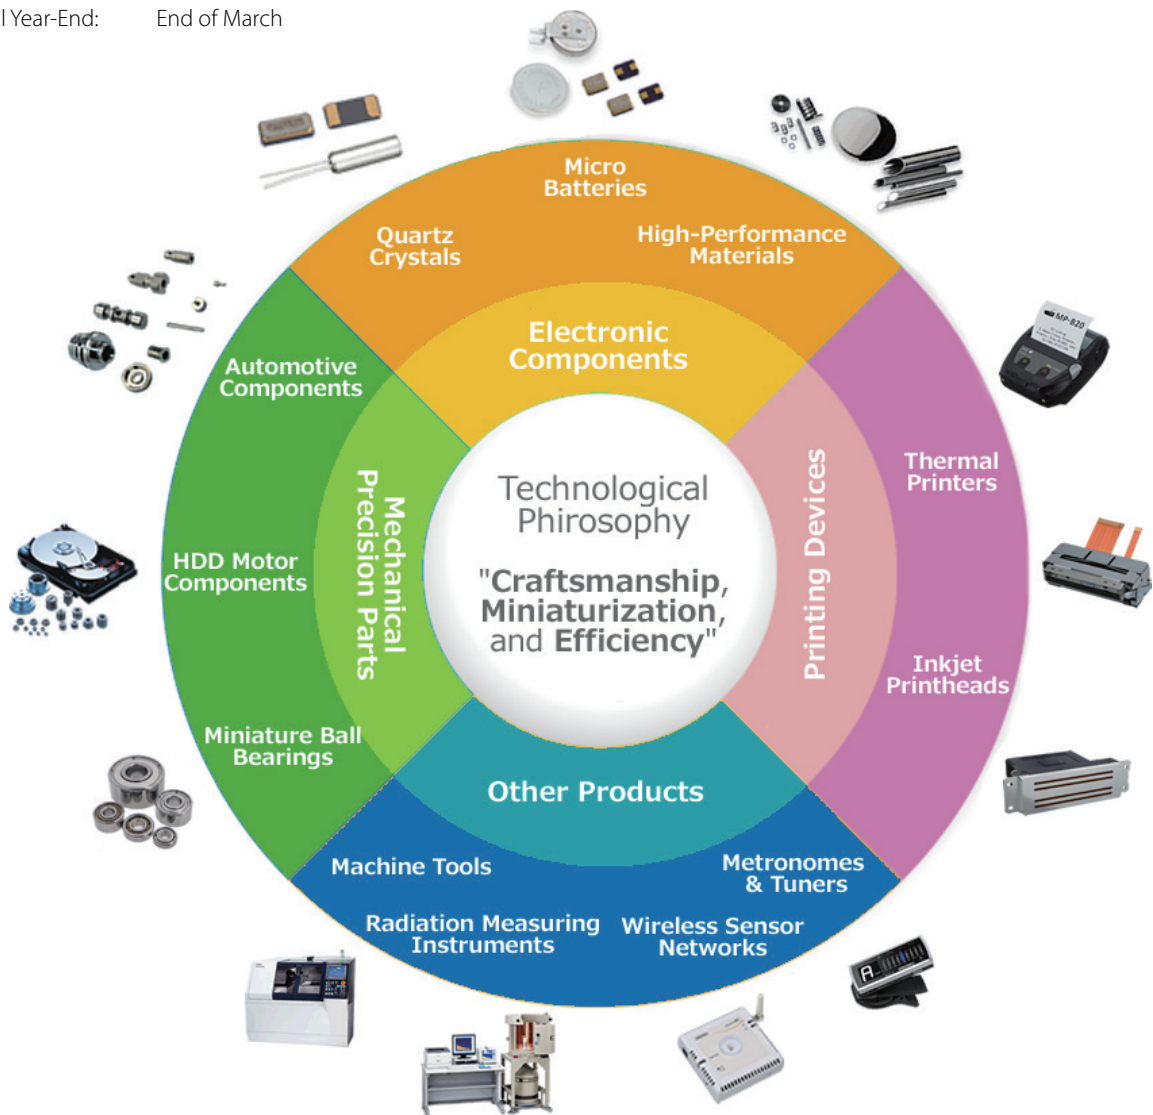 l Year-End: End of March
Micro
Batteries
Quartz
Crystals
High-Performance
Materials
Electronic
Components
Automotive
Components
HDD Motor
Components
Miniature Ball
Bearings
Mechanical
Precision Parts
Technological
Phirosophy
"Craftsmanship,
Miniaturization,
and Efficiency"
Printing Devices
Thermal
Printers
Inkjet
Printheads
Other Products
Machine Tools
Radiation Measuring
Instruments
Wireless Sensor
Networks
Metronomes
& Tuners
MP-B20
A